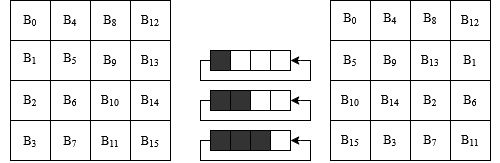 B₀ B₄ B₈ B₁₂ B₀ B₄ B₈ B₁₂
B₁ B₅ B₉ B₁₃ B₅ B₉ B₁₃ B₁
B₂ B₆ B₁₀ B₁₄ B₁₀ B₁₄ B₂ B₆
B₃ B₇ B₁₁ B₁₅ B₁₅ B₃ B₇ B₁₁